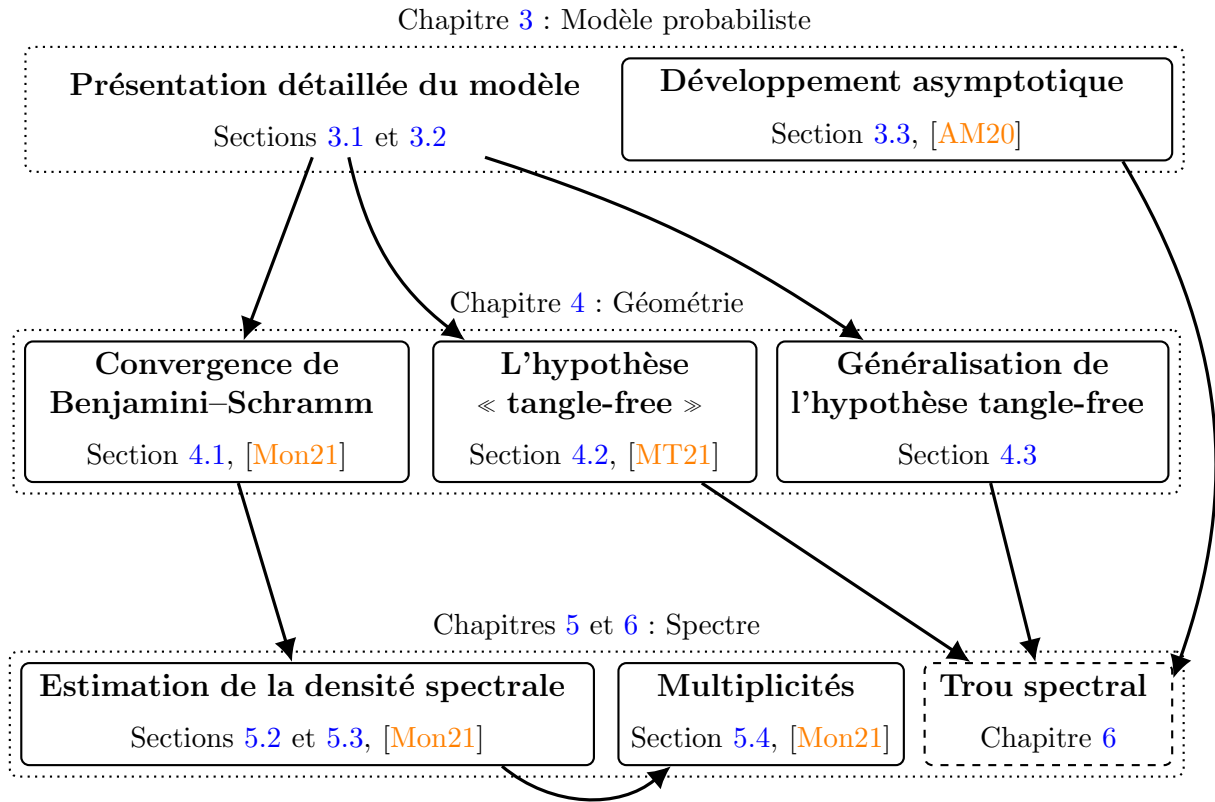 Chapitre 3 : Modèle probabiliste
Présentation détaillée du modèle
Sections 3.1 et 3.2
Développement asymptotique
Section 3.3, [AM20]
Chapitre 4 : Géométrie
Convergence de
Benjamini–Schramm
Section 4.1, [Mon21]
L'hypothèse
« tangle-free »
Section 4.2, [MT21]
Généralisation de
l'hypothèse tangle-free
Section 4.3
Chapitres 5 et 6 : Spectre
Estimation de la densité spectrale
Sections 5.2 et 5.3, [Mon21]
Multiplicités
Section 5.4, [Mon21]
Trou spectral
Chapitre 6